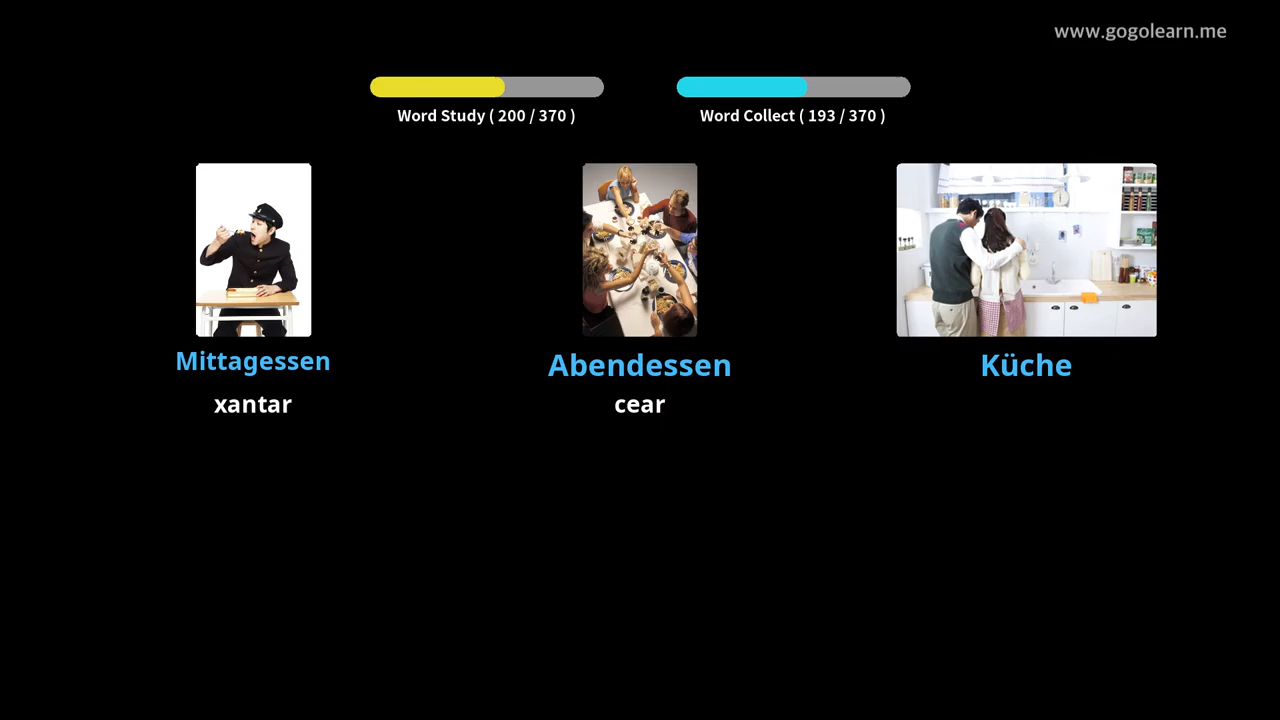 www.gogolearn.me
Word Study ( 200 / 370 )
Word Collect ( 193 / 370 )
Mittagessen
Abendessen
Küche
xantar
cear